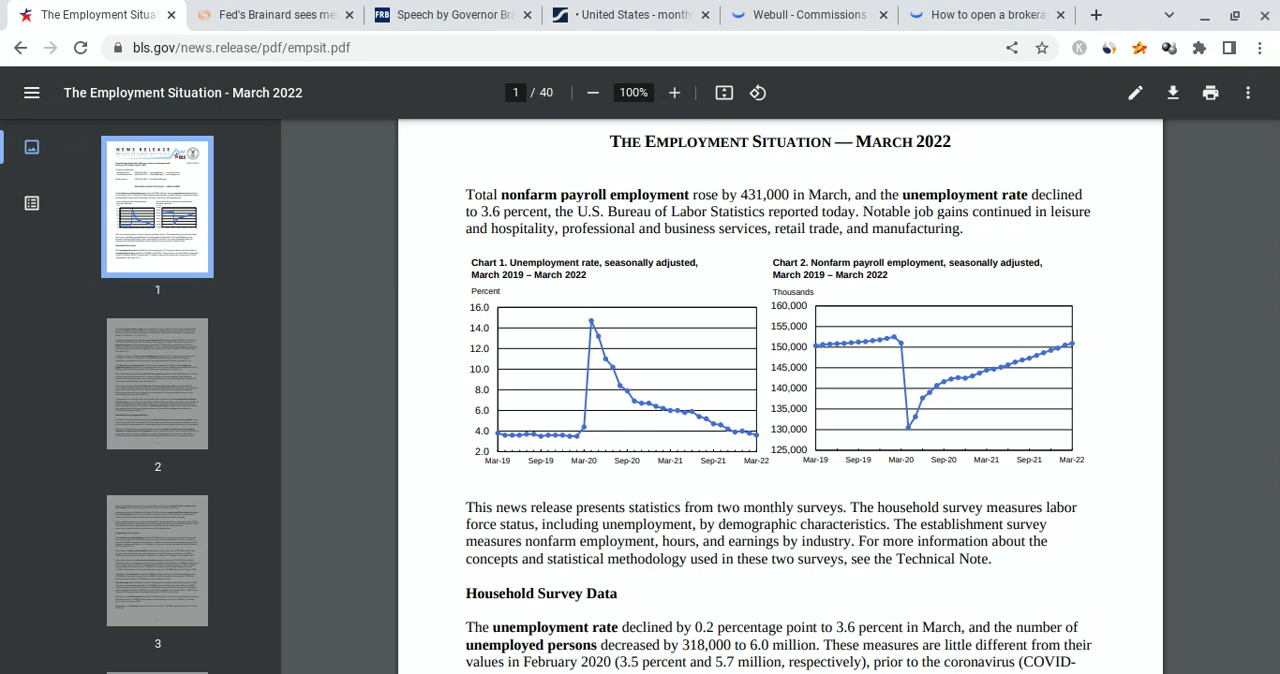 The Employment Situat
Fed's Brainard sees me
FRB
Speech by Governor Bra
• United States - month
Webull - Commissions
How to open a brokera
bls.gov/news.release/pdf/empsit.pdf
K
The Employment Situation - March 2022
1 / 40
100%
NEWS RELEASE
1
2
3
THE EMPLOYMENT SITUATION — MARCH 2022
Total nonfarm payroll employment rose by 431,000 in March, and the unemployment rate declined
to 3.6 percent, the U.S. Bureau of Labor Statistics reported today. Notable job gains continued in leisure
and hospitality, professional and business services, retail trade, and manufacturing.
Chart 1. Unemployment rate, seasonally adjusted,
March 2019 – March 2022
Percent
16.0
14.0
12.0
10.0
8.0
6.0
4.0
2.0
Mar-19 Sep-19 Mar-20 Sep-20 Mar-21 Sep-21 Mar-22
Chart 2. Nonfarm payroll employment, seasonally adjusted,
March 2019 – March 2022
Thousands
160,000
155,000
150,000
145,000
140,000
135,000
130,000
125,000
Mar-19 Sep-19 Mar-20 Sep-20 Mar-21 Sep-21 Mar-22
This news release presents statistics from two monthly surveys. The household survey measures labor
force status, including unemployment, by demographic characteristics. The establishment survey
measures nonfarm employment, hours, and earnings by industry. For more information about the
concepts and statistical methodology used in these two surveys, see the Technical Note.
Household Survey Data
The unemployment rate declined by 0.2 percentage point to 3.6 percent in March, and the number of
unemployed persons decreased by 318,000 to 6.0 million. These measures are little different from their
values in February 2020 (3.5 percent and 5.7 million, respectively), prior to the coronavirus (COVID-